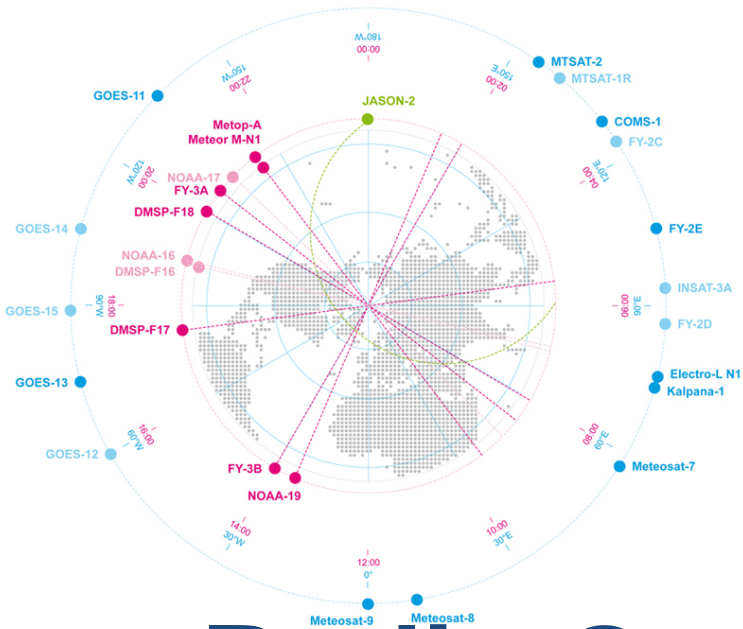 180°W
00:00
MTSAT-2
150°W
22:00
150°E
02:00
MTSAT-1R
GOES-11
JASON-2
COMS-1
Metop-A
Meteor M-N1
FY-2C
120°W
20:00
NOAA-17
120°E
04:00
FY-3A
DMSP-F18
GOES-14
FY-2E
NOAA-16
DMSP-F16
INSAT-3A
GOES-15
90°W
18:00
00:90
90°E
FY-2D
DMSP-F17
Electro-L N1
GOES-13
Kalpana-1
16:00
60°W
08:00
60°E
GOES-12
FY-3B
Meteosat-7
NOAA-19
14:00
30°W
10:00
30°E
12:00
0°
Meteosat-9
Meteosat-8